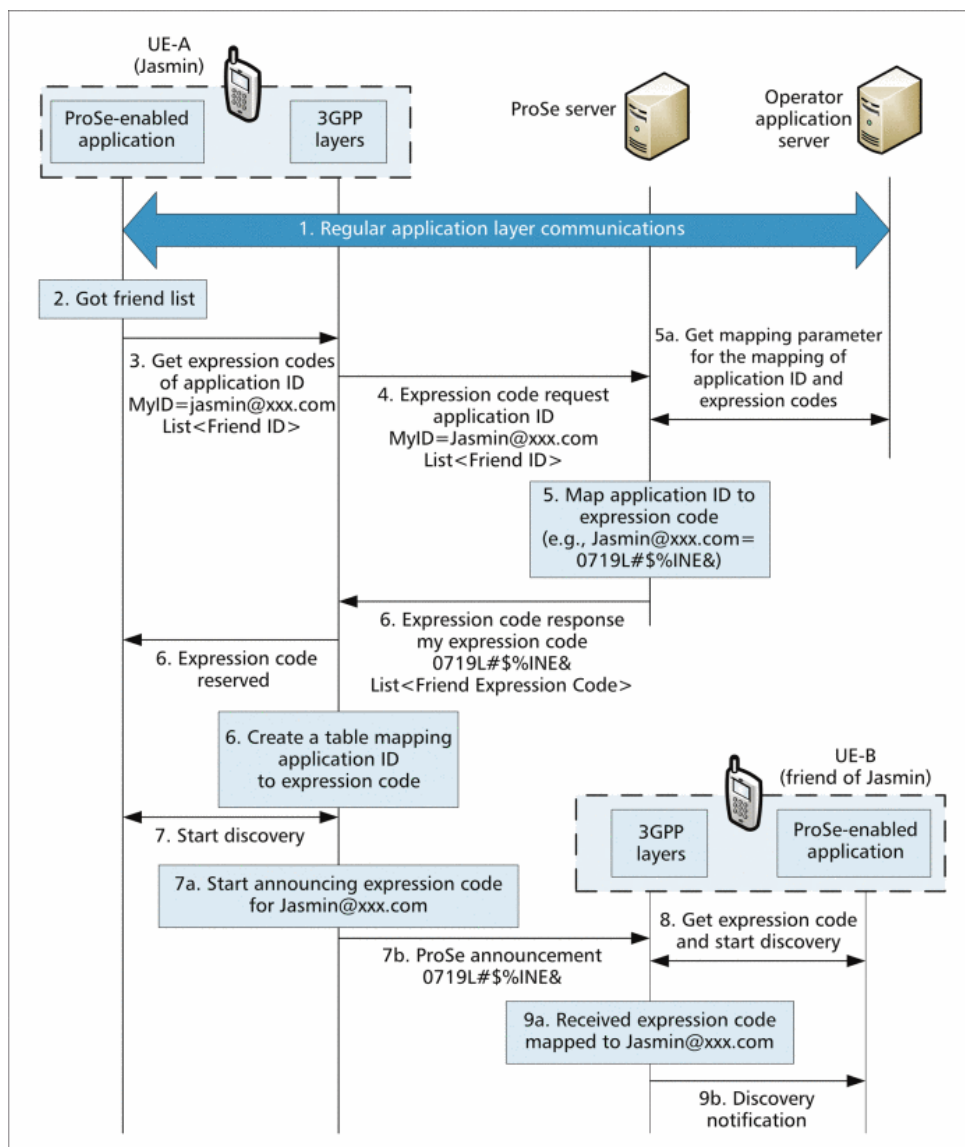 UE-A
(Jasmin)
ProSe-enabled
application
3GPP
layers
ProSe server
Operator
application
server
1. Regular application layer communications
2. Got friend list
3. Get expression codes
of application ID
MyID=jasmin@xxx.com
List<Friend ID>
4. Expression code request
application ID
MyID=Jasmin@xxx.com
List<Friend ID>
5a. Get mapping parameter
for the mapping of
application ID and
expression codes
5. Map application ID to
expression code
(e.g., Jasmin@xxx.com=
0719L#$%INE&)
6. Expression code response
my expression code
0719L#$%INE&
List<Friend Expression Code>
6. Expression code
reserved
6. Create a table mapping
application ID
to expression code
UE-B
(friend of Jasmin)
3GPP
layers
ProSe-enabled
application
7. Start discovery
7a. Start announcing expression code
for Jasmin@xxx.com
7b. ProSe announcement
0719L#$%INE&
8. Get expression code
and start discovery
9a. Received expression code
mapped to Jasmin@xxx.com
9b. Discovery
notification